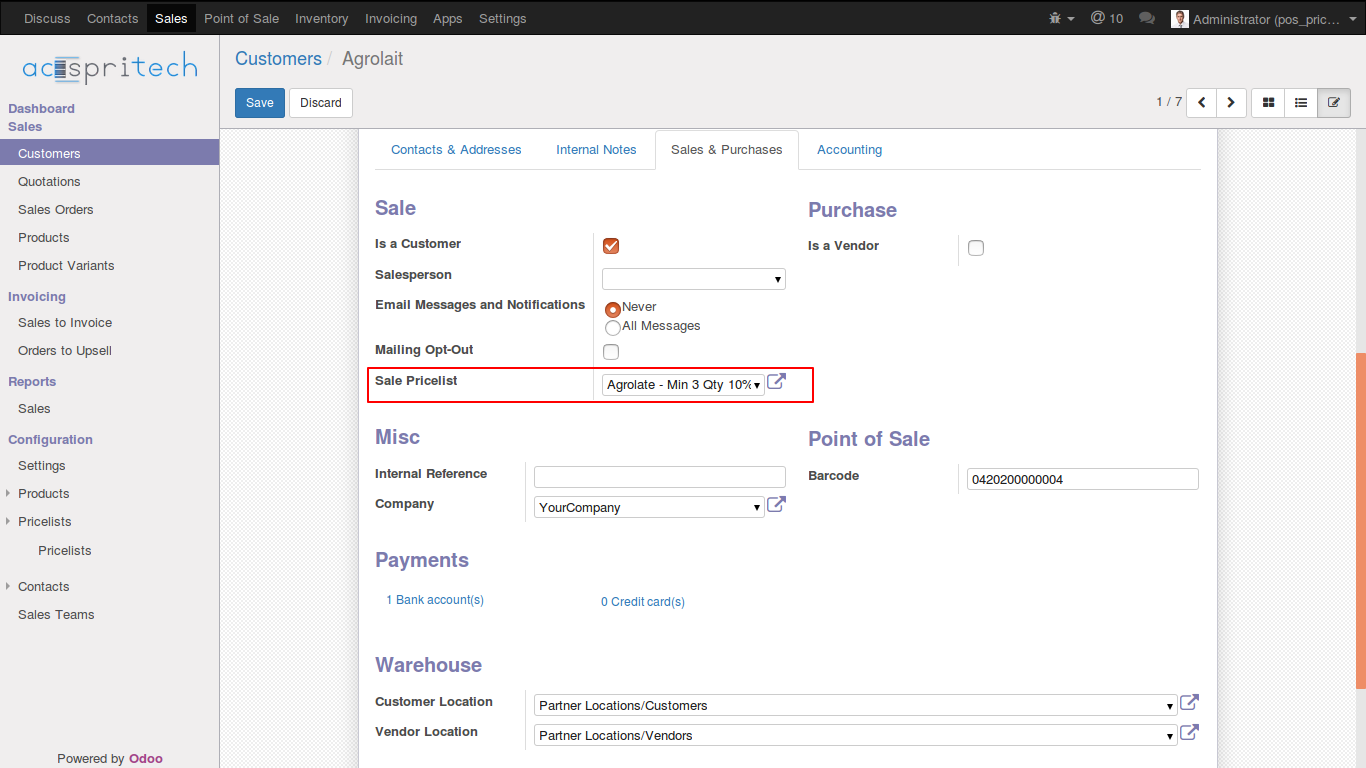 Discuss Contacts Sales Point of Sale Inventory Invoicing Apps Settings @ 10 Administrator (pos_pric...
acespritech
Customers / Agrolait
Save Discard
1 / 7
Dashboard
Sales
Customers
Quotations
Sales Orders
Products
Product Variants
Invoicing
Sales to Invoice
Orders to Upsell
Reports
Sales
Configuration
Settings
Products
Pricelists
Pricelists
Contacts
Sales Teams
Powered by Odoo
Contacts & Addresses Internal Notes Sales & Purchases Accounting
Sale
Is a Customer
Salesperson
Email Messages and Notifications Never
All Messages
Mailing Opt-Out
Sale Pricelist Agrolate - Min 3 Qty 10%
Purchase
Is a Vendor
Misc
Internal Reference
Company YourCompany
Point of Sale
Barcode 0420200000004
Payments
1 Bank account(s) 0 Credit card(s)
Warehouse
Customer Location Partner Locations/Customers
Vendor Location Partner Locations/Vendors